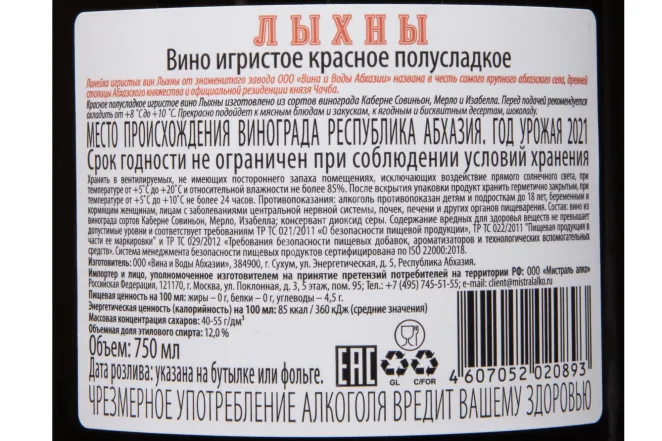 ЛЫХНЫ
Вино игристое красное полусладкое
Линейка игристых вин Лыхны от знаменитого завода ООО «Вина и Воды Абхазии» названа в честь самого крупного абхазского села, древней
столицы Абхазского княжества и официальной резиденции князя Чачба.
Красное полусладкое игристое вино Лыхны изготовлено из сортов винограда Каберне Совиньон, Мерло и Изабелла. Перед подачей рекомендуется
охладить от +8 °С до +10 °С. Прекрасно подойдет к мясным блюдам и закускам, к ягодным и бисквитным десертам, шоколаду.
МЕСТО ПРОИСХОЖДЕНИЯ ВИНОГРАДА РЕСПУБЛИКА АБХАЗИЯ. ГОД УРОЖАЯ 2021
Срок годности не ограничен при соблюдении условий хранения
Хранить в вентилируемых, не имеющих постороннего запаха помещениях, исключающих воздействие прямого солнечного света, при
температуре от +5°С до +20°С и относительной влажности не более 85%. После вскрытия упаковки продукт хранить герметично закрытым, при
температуре от +5°С до +10°С не более 24 часов. Противопоказания: алкоголь противопоказан детям и подросткам до 18 лет, беременным и
кормящим женщинам, лицам с заболеваниями центральной нервной системы, почек, печени и других органов пищеварения. Состав: вино из
винограда сортов Каберне Совиньон, Мерло, Изабелла; консервант диоксид серы. Содержание вредных для здоровья веществ не превышает
допустимые уровни и соответствует требованиям ТР ТС 021/2011 «О безопасности пищевой продукции», ТР ТС 022/2011 "Пищевая продукция в
части ее маркировки" и ТР ТС 029/2012 «Требования безопасности пищевых добавок, ароматизаторов и технологических вспомогательных
средств». Система менеджмента безопасности пищевых продуктов сертифицирована по ISO 22000:2018.
Изготовитель: ООО «Вина и Воды Абхазии», 384900, г. Сухум, ул. Энергетическая, д. 5, Республика Абхазия.
Импортер и лицо, уполномоченное изготовителем на принятие претензий потребителей на территории РФ: ООО «Мистраль алко»
Российская Федерация, 121170, г. Москва, ул. Поклонная, д. 3, 5 этаж, пом. 95; Тел.:+7 (495) 745-51-55; e-mail: client@mistralalko.ru
Пищевая ценность на 100 мл: жиры – 0 г, белки – 0 г, углеводы – 4,5 г.
Энергетическая ценность (калорийность) на 100 мл: 85 ккал / 360 кДж (средние значения)
Массовая концентрация сахаров: 40-55 г/дм³
Объемная доля этилового спирта: 12,0 %
Объем: 750 мл
Дата розлива: указана на бутылке или фольге.
EAC
GL
C/FOR
4 607052 020893
ЧРЕЗМЕРНОЕ УПОТРЕБЛЕНИЕ АЛКОГОЛЯ ВРЕДИТ ВАШЕМУ ЗДОРОВЬЮ